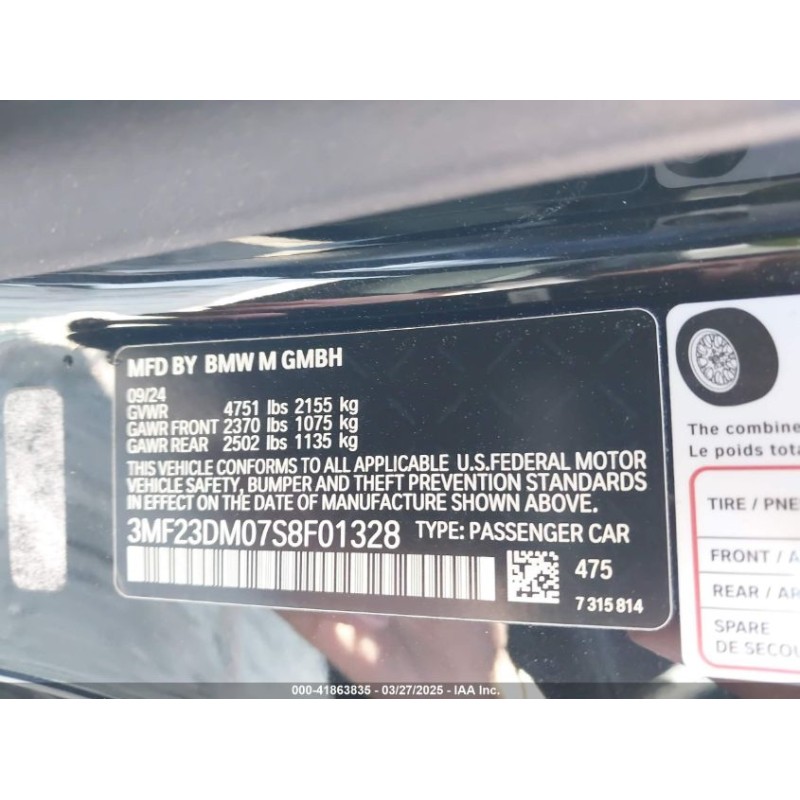 MFD BY BMW M GMBH
09/24
GVWR 4751 lbs 2155 kg
GAWR FRONT 2370 lbs 1075 kg
GAWR REAR 2502 lbs 1135 kg
THIS VEHICLE CONFORMS TO ALL APPLICABLE U.S.FEDERAL MOTOR
VEHICLE SAFETY, BUMPER AND THEFT PREVENTION STANDARDS
IN EFFECT ON THE DATE OF MANUFACTURE SHOWN ABOVE.
3MF23DM07S8F01328 TYPE: PASSENGER CAR
475
7 315 814
The combine
Le poids tota
TIRE / PNE
FRONT / A
REAR / AR
SPARE
DE SECOU
000-41863835 - 03/27/2025 - IAA Inc.